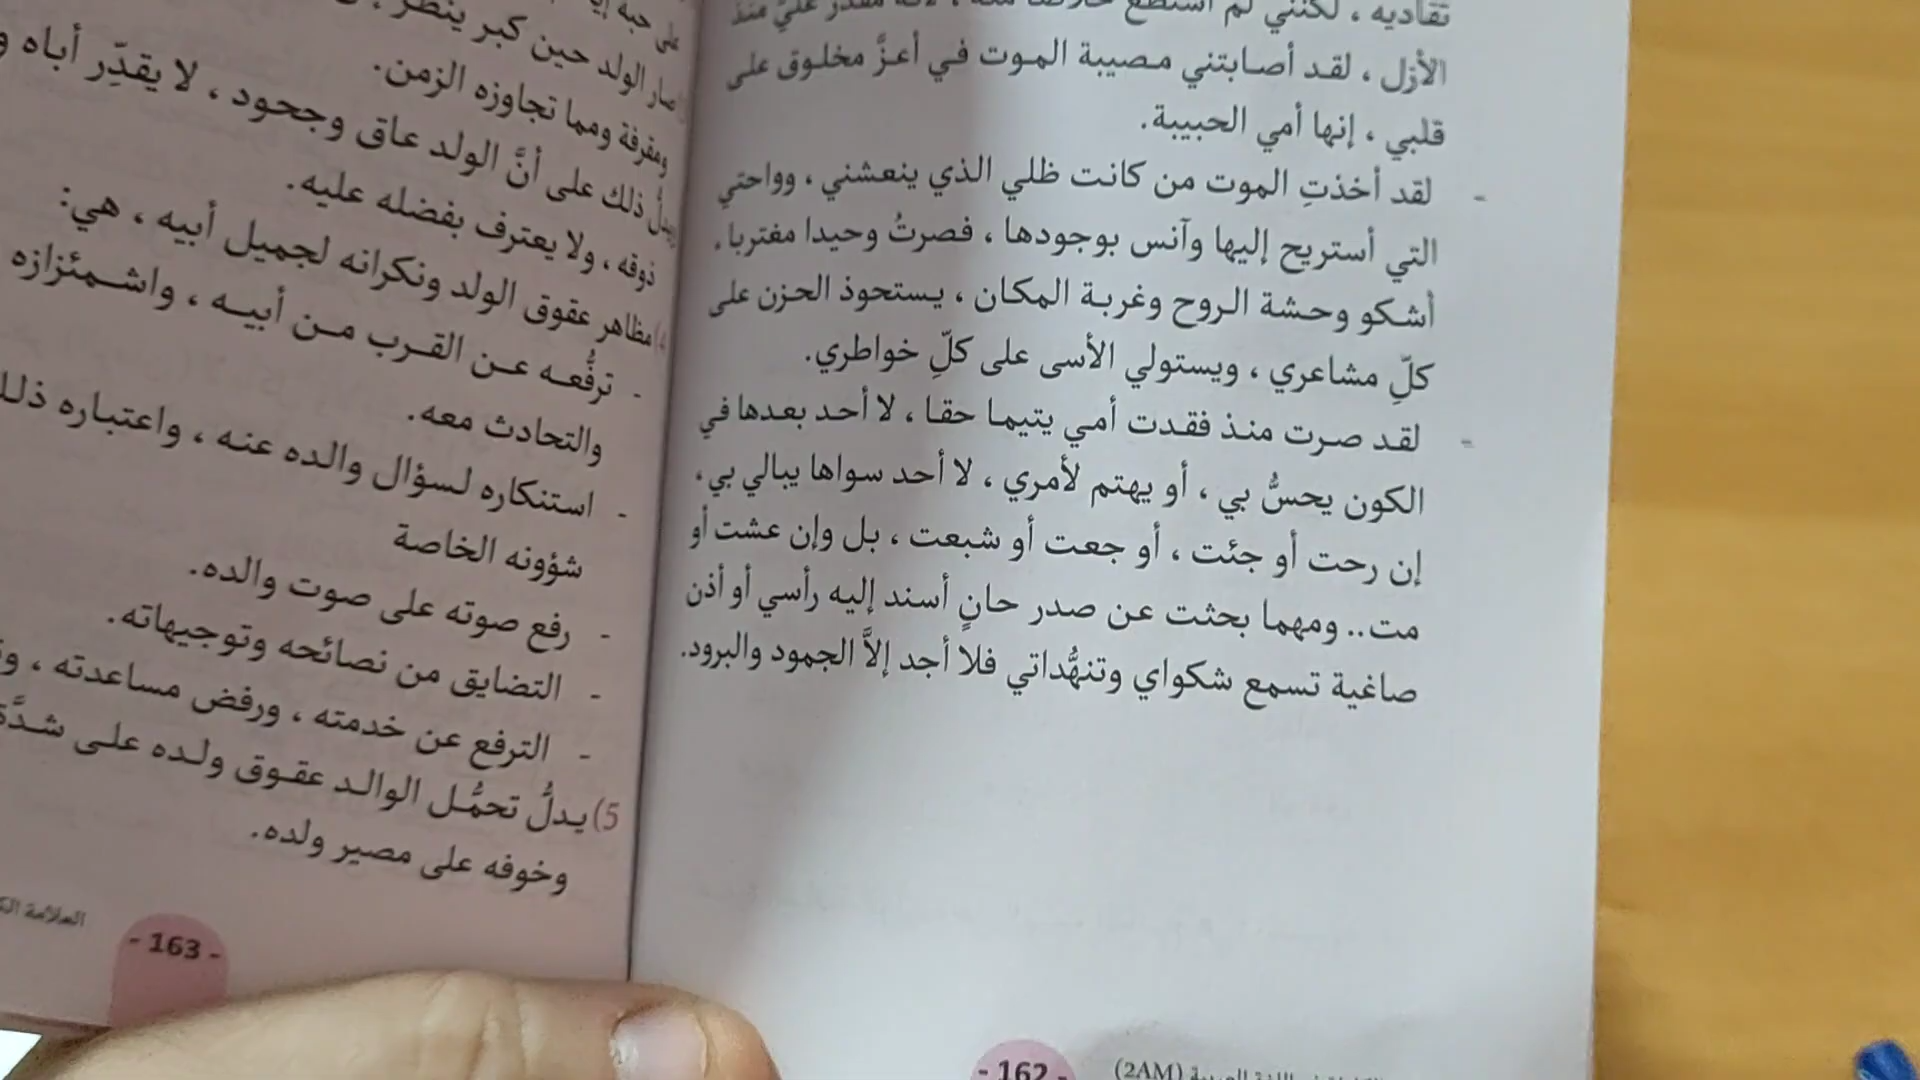 تفاديه ، لكنني لم أستطع
الأزل ، لقد أصابتني مصيبة الموت في أعزَّ مخلوق على
قلبي ، إنها أمي الحبيبة.
- لقد أخذتِ الموت من كانت ظلي الذي ينعشني ، وواحتي
التي أستريح إليها وآنس بوجودها ، فصرتُ وحيدا مغتربا،
أشكو وحشة الروح وغربة المكان ، يستحوذ الحزن على
كلّ مشاعري ، ويستولي الأسى على كلّ خواطري.
- لقد صرت منذ فقدت أمي يتيما حقا ، لا أحد بعدها في
الكون يحسُّ بي ، أو يهتم لأمري ، لا أحد سواها يبالي بي،
إن رحت أو جئت ، أو جعت أو شبعت ، بل وإن عشت أو
مت.. ومهما بحثت عن صدر حانٍ أسند إليه رأسي أو أذن
صاغية تسمع شكواي وتنهُّداتي فلا أجد إلاَّ الجمود والبرود.
- 162 -
(2AM)
على حبه
صار الولد حين كبر ينظر
ومقرفة ومما تجاوزه الزمن.
ذلك على أنَّ الولد عاق وجحود ، لا يقدِّر أباه
ذوقه ، ولا يعترف بفضله عليه.
مظاهر عقوق الولد ونكرانه لجميل أبيه ، هي:
- ترفُّعه عن القرب من أبيه ، واشمئزازه
والتحادث معه.
- استنكاره لسؤال والده عنه ، واعتباره
شؤونه الخاصة
- رفع صوته على صوت والده.
- التضايق من نصائحه وتوجيهاته.
- الترفع عن خدمته ، ورفض مساعدته ،
5) يدلُّ تحمُّل الوالد عقوق ولده على
وخوفه على مصير ولده.
العلامة
- 163 -